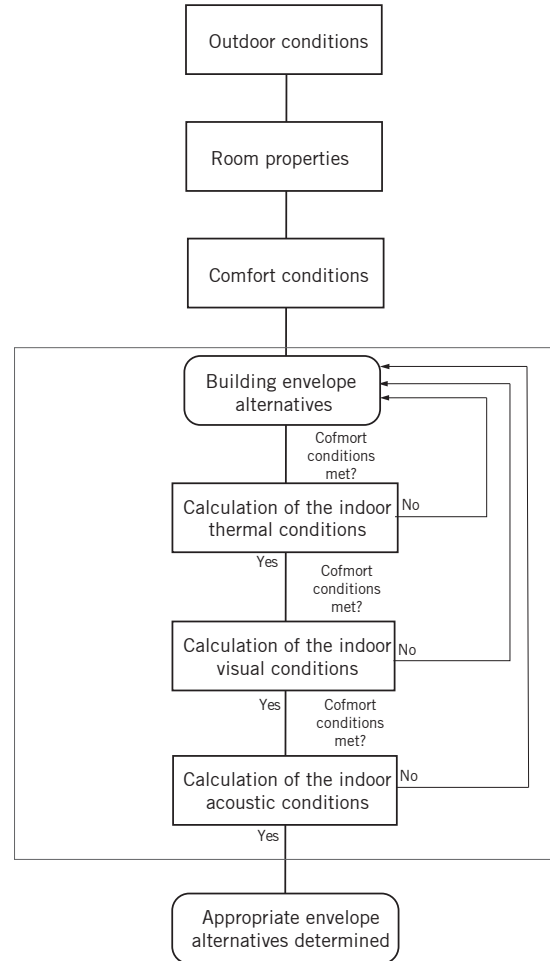 Outdoor conditions
Room properties
Comfort conditions
Building envelope
alternatives
Cofmort
conditions
met?
Calculation of the indoor
thermal conditions
No
Yes
Cofmort
conditions
met?
Calculation of the indoor
visual conditions
No
Yes
Cofmort
conditions
met?
Calculation of the indoor
acoustic conditions
No
Yes
Appropriate envelope
alternatives determined